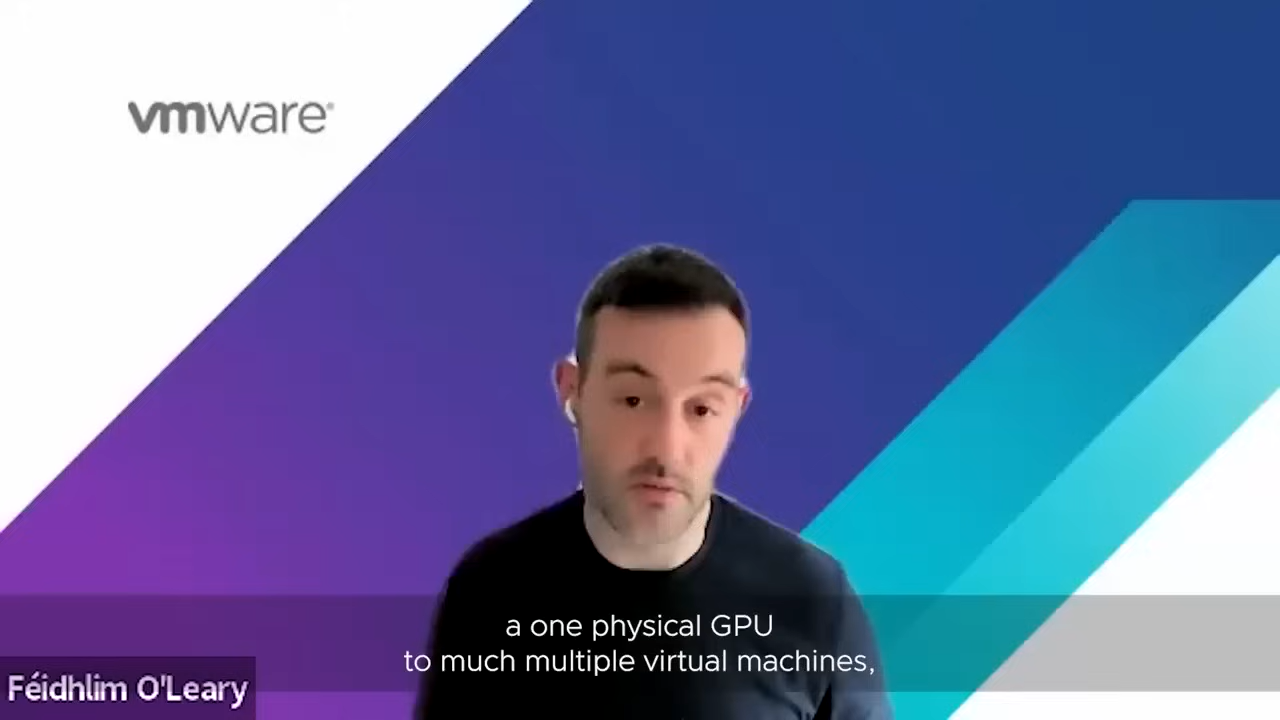 vmware®
a one physical GPU
to much multiple virtual machines,
Féidhlim O'Leary